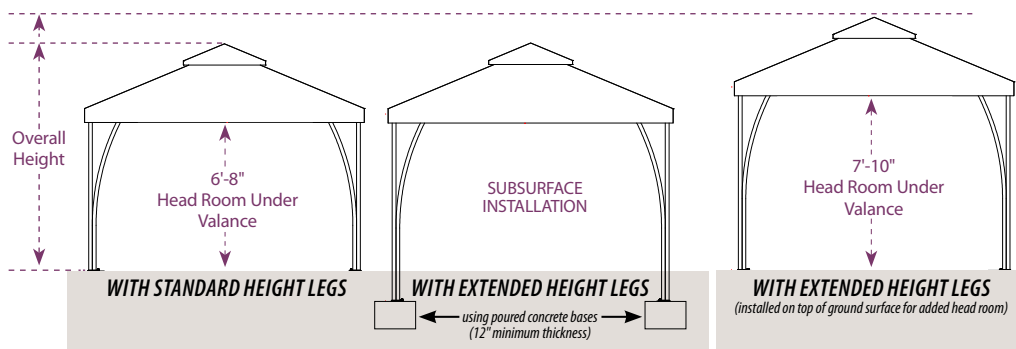 Overall
Height
6'-8"
Head Room Under
Valance
WITH STANDARD HEIGHT LEGS
SUBSURFACE
INSTALLATION
WITH EXTENDED HEIGHT LEGS
using poured concrete bases
(12" minimum thickness)
7'-10"
Head Room Under
Valance
WITH EXTENDED HEIGHT LEGS
(installed on top of ground surface for added head room)